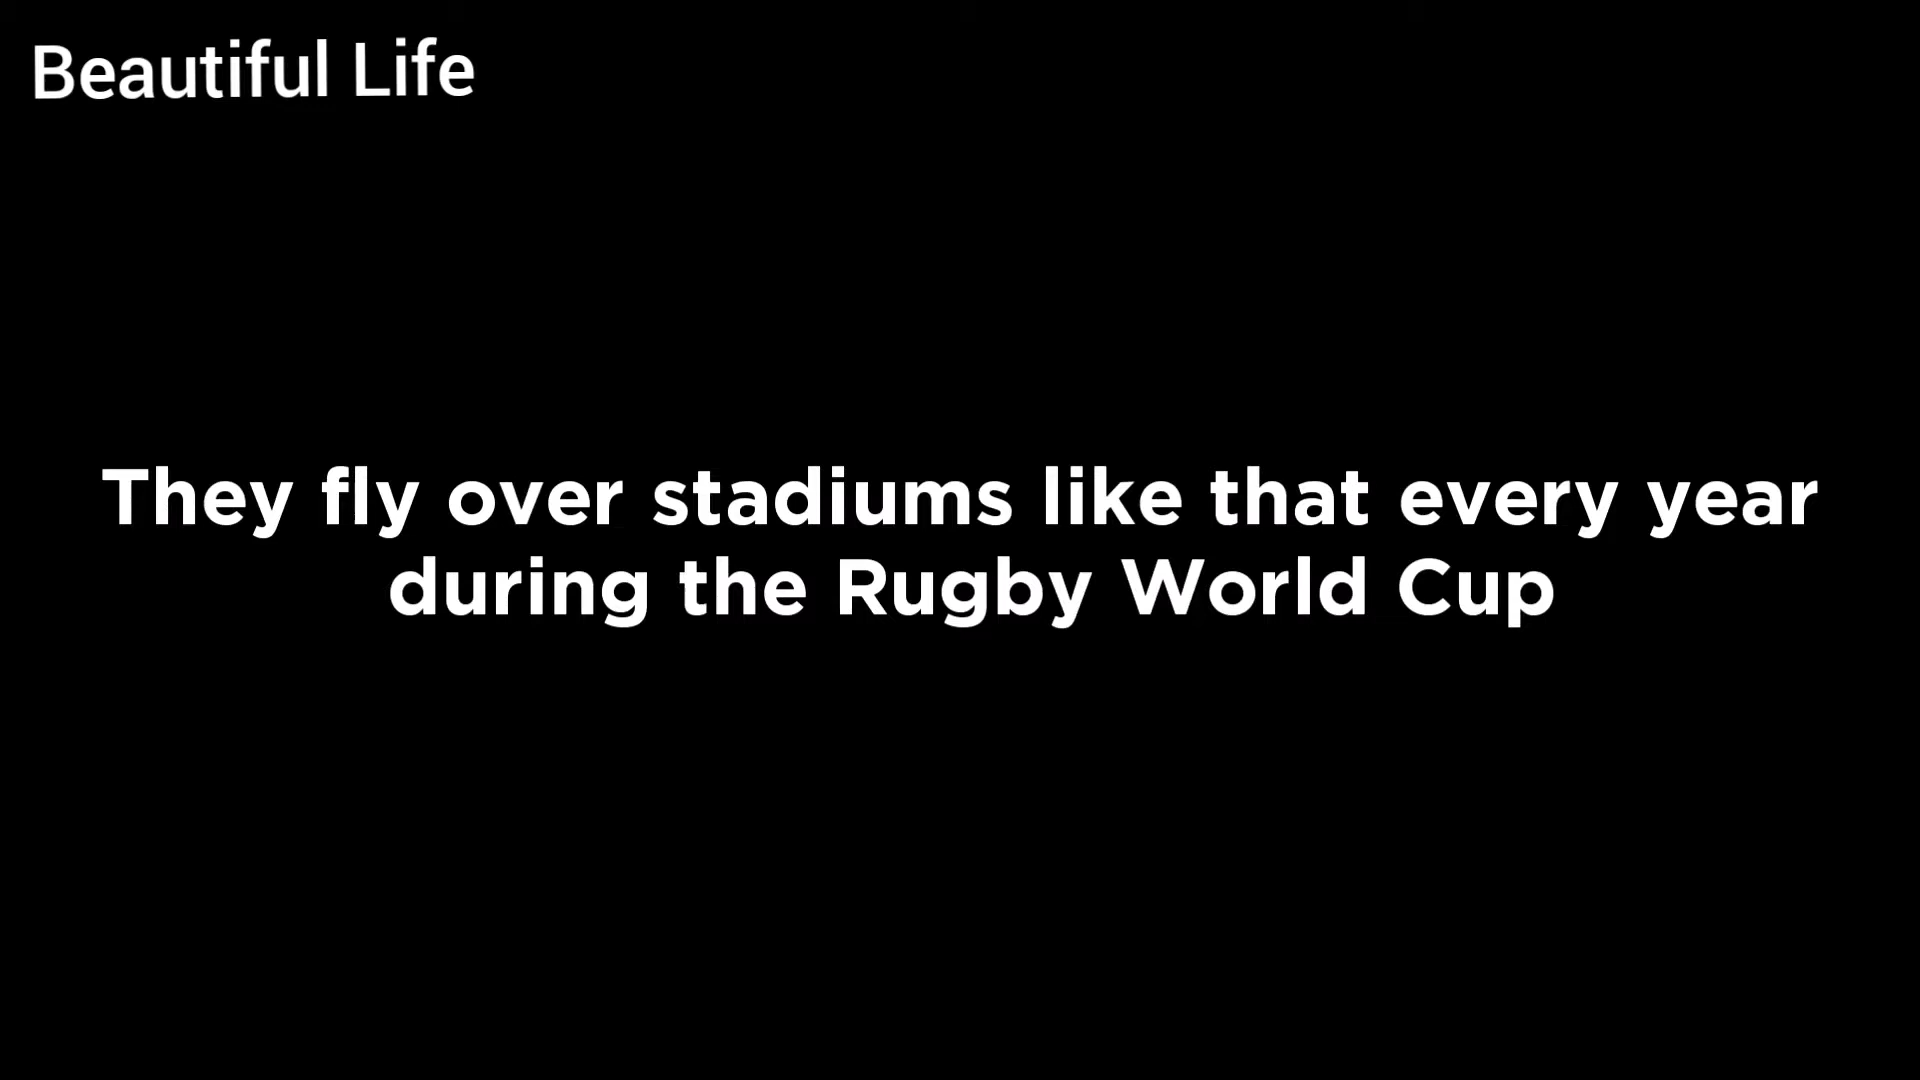 Beautiful Life
They fly over stadiums like that every year
during the Rugby World Cup